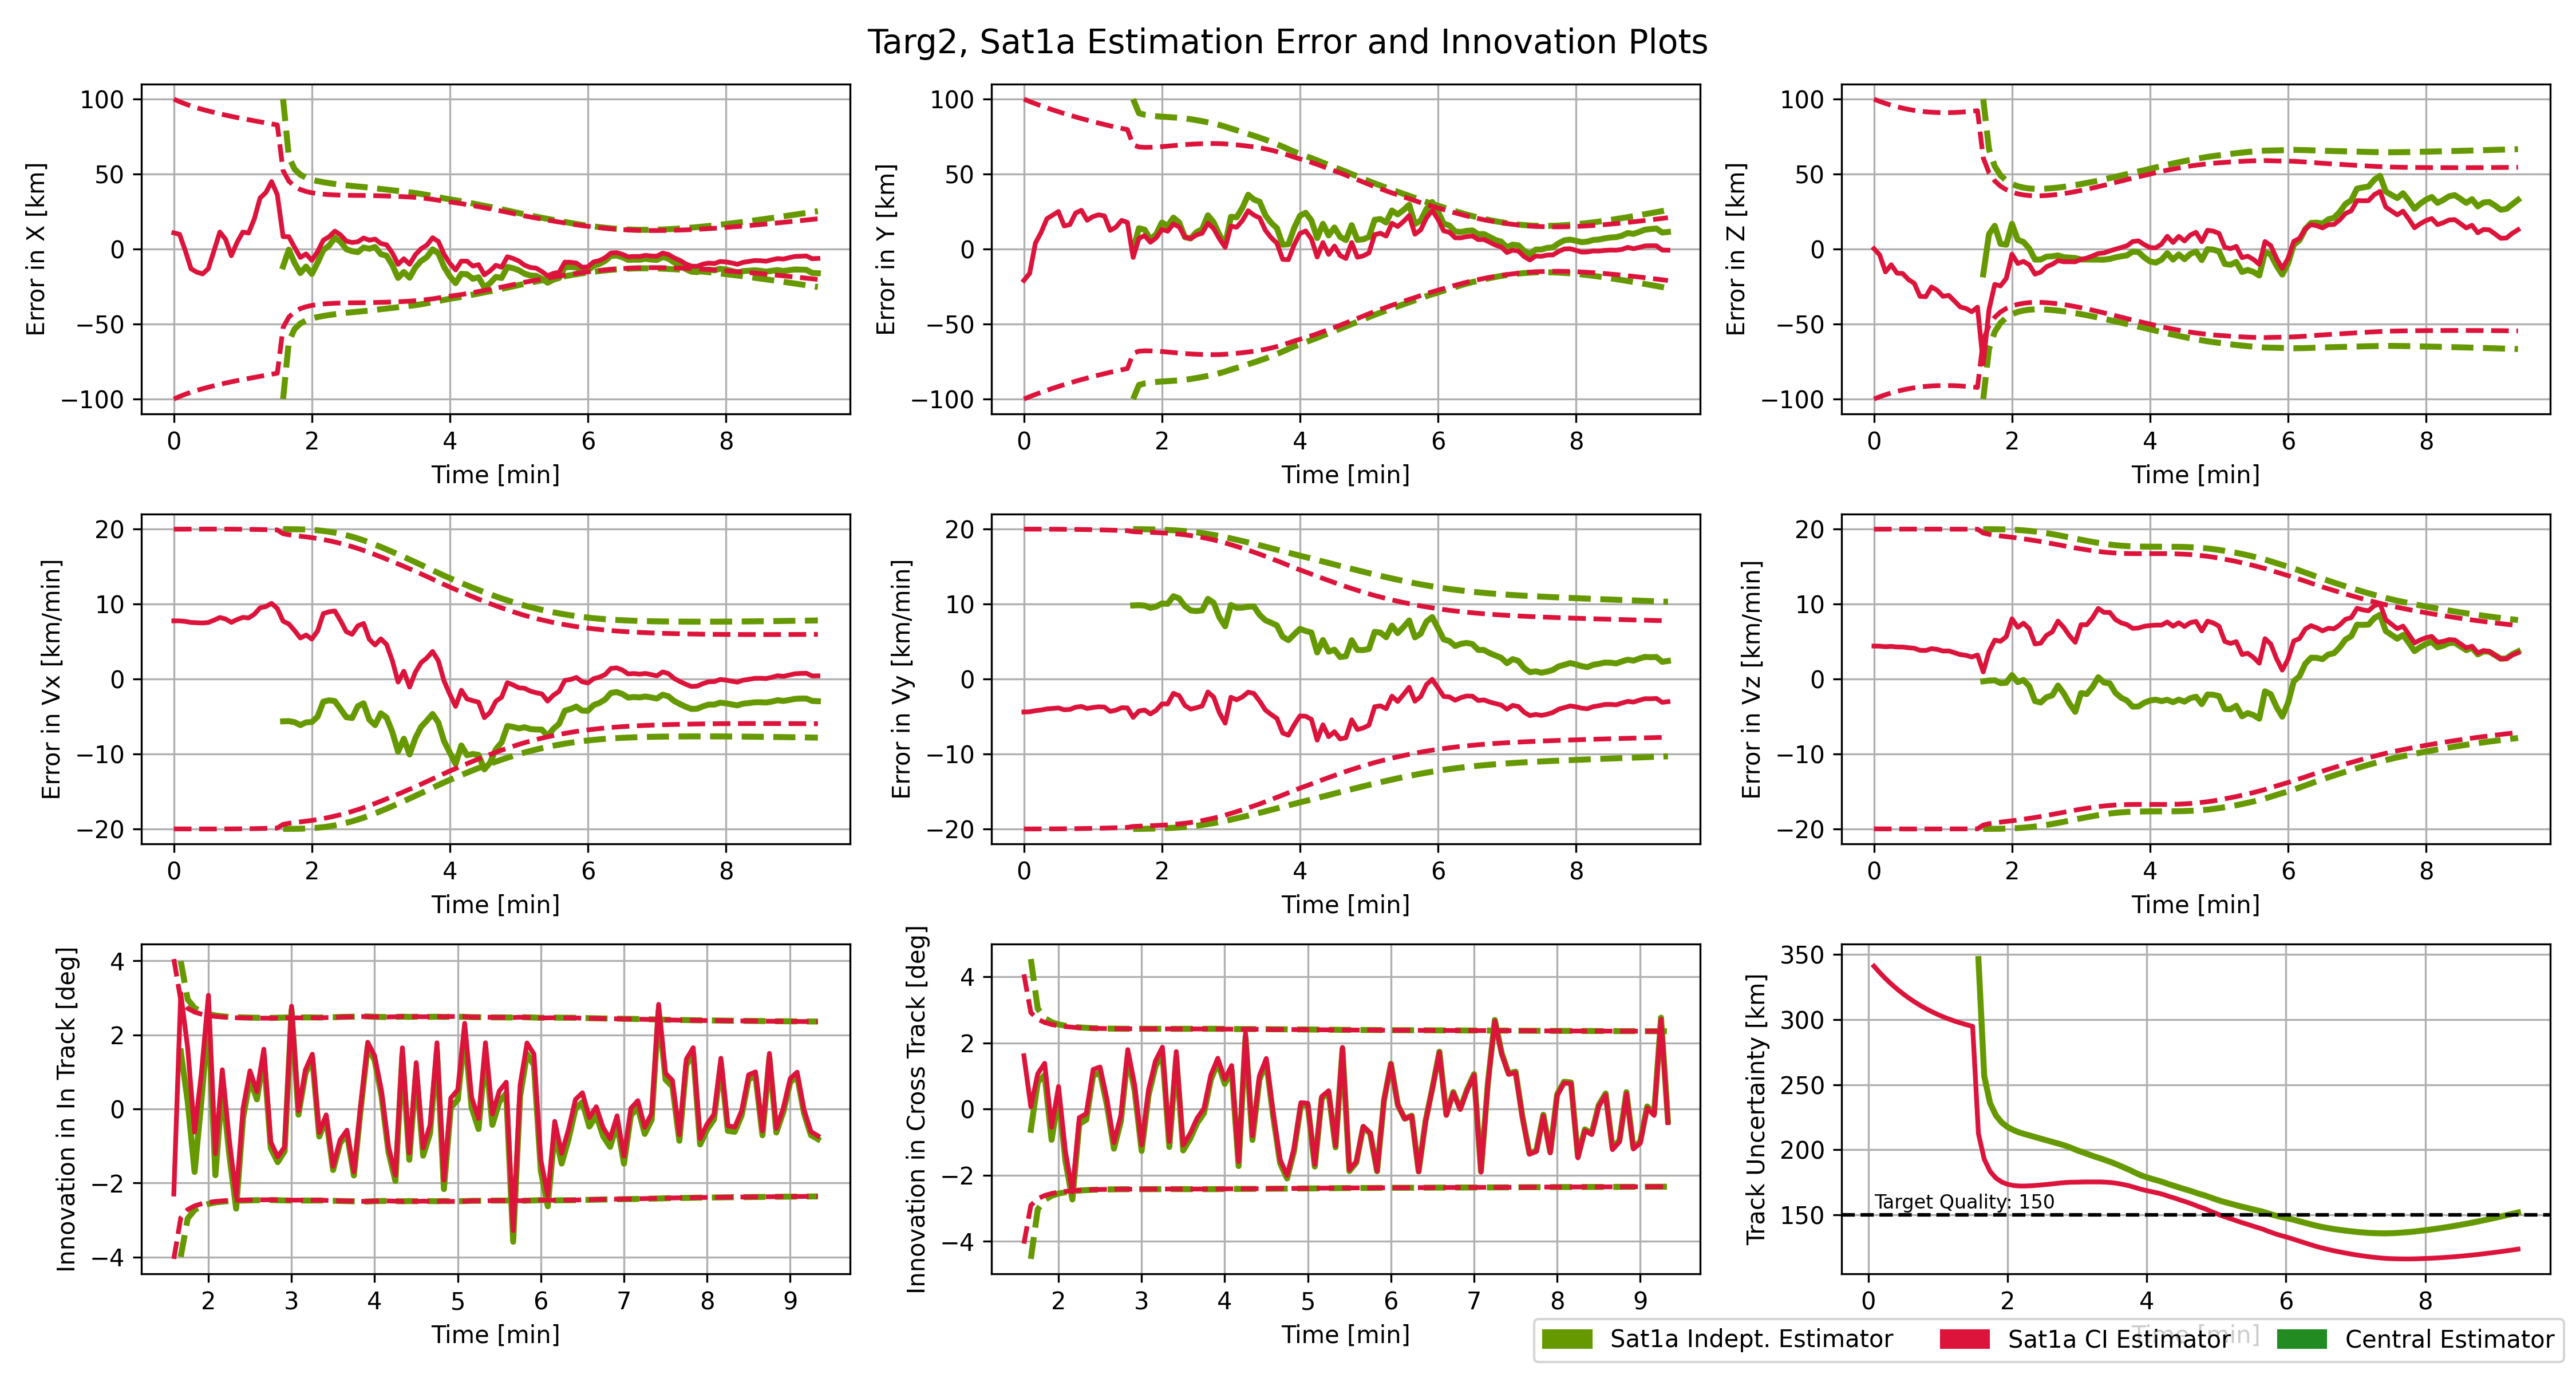 Targ2, Sat1a Estimation Error and Innovation Plots
Error in X [km]
100
50
0
−50
−100
0 2 4 6 8
Time [min]
Error in Y [km]
100
50
0
−50
−100
0 2 4 6 8
Time [min]
Error in Z [km]
100
50
0
−50
−100
0 2 4 6 8
Time [min]
Error in Vx [km/min]
20
10
0
−10
−20
0 2 4 6 8
Time [min]
Error in Vy [km/min]
20
10
0
−10
−20
0 2 4 6 8
Time [min]
Error in Vz [km/min]
20
10
0
−10
−20
0 2 4 6 8
Time [min]
Innovation in In Track [deg]
4
2
0
−2
−4
2 3 4 5 6 7 8 9
Time [min]
Innovation in Cross Track [deg]
4
2
0
−2
−4
2 3 4 5 6 7 8 9
Time [min]
Track Uncertainty [km]
350
300
250
200
150
Target Quality: 150
0 2 4 6 8
Time [min]
Sat1a Indept. Estimator
Sat1a CI Estimator
Central Estimator